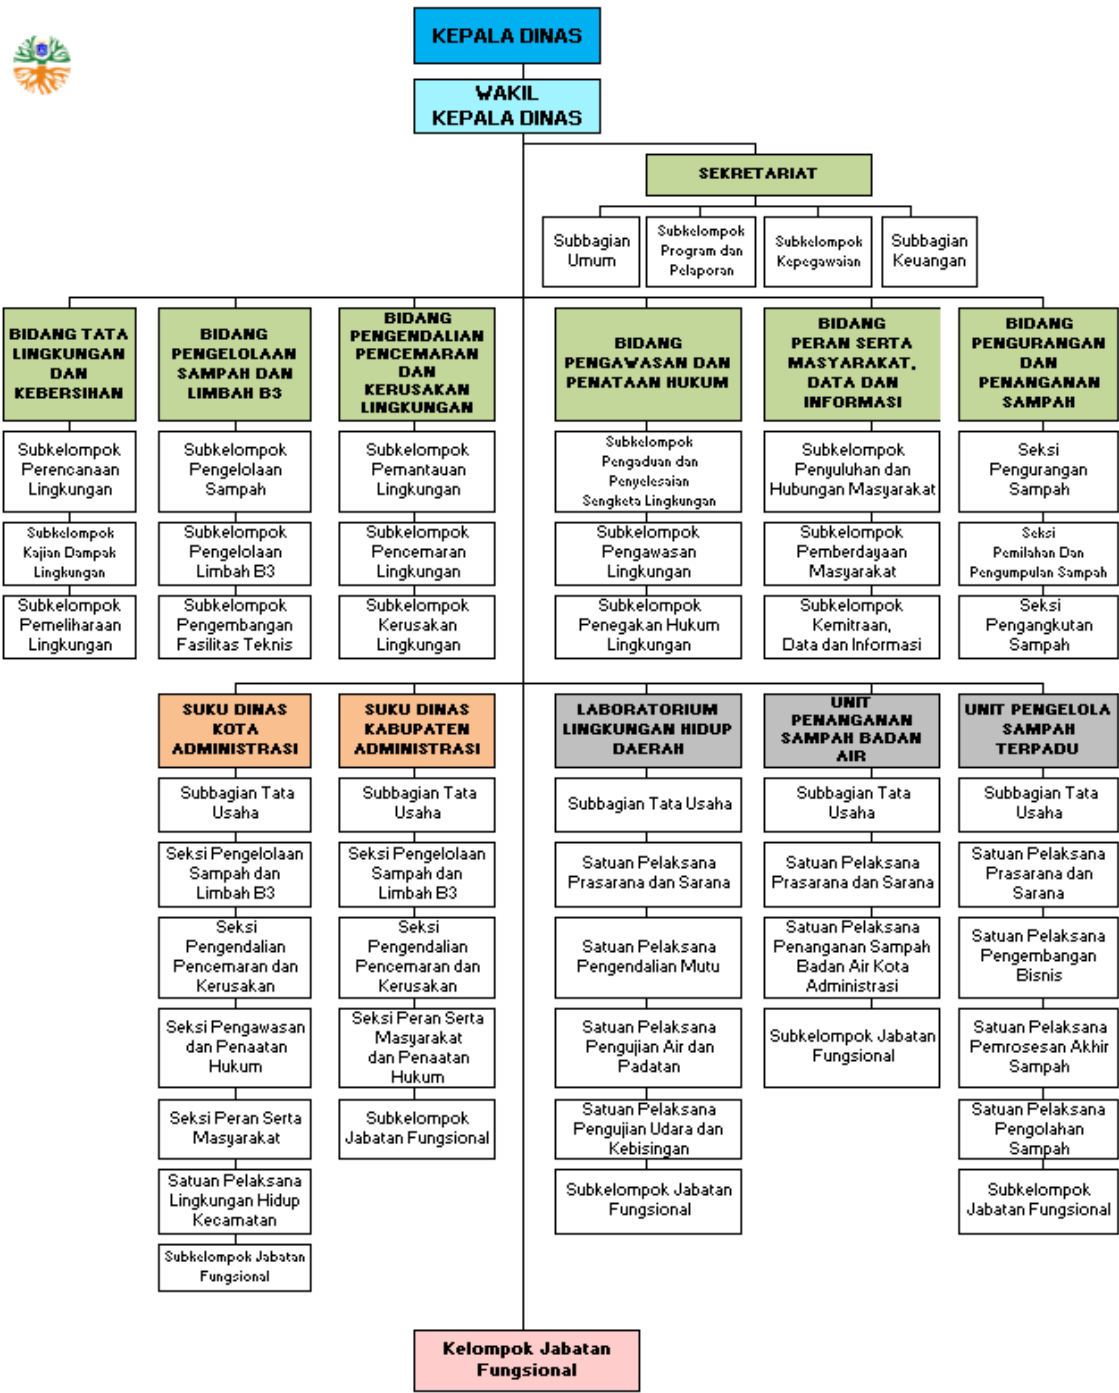 KEPALA DINAS
WAKIL
KEPALA DINAS
SEKRETARIAT
Subbagian
Umum
Subkelompok
Program dan
Pelaporan
Subkelompok
Kepegawaian
Subbagian
Keuangan
BIDANG TATA
LINGKUNGAN
DAN
KEBERSIHAN
BIDANG
PENGELOLAAN
SAMPAH DAN
LIMBAH B3
BIDANG
PENGENDALIAN
PENCEMARAN
DAN
KERUSAKAN
LINGKUNGAN
BIDANG
PENGAWASAN DAN
PENATAAN HUKUM
BIDANG
PERAN SERTA
MASYARAKAT,
DATA DAN
INFORMASI
BIDANG
PENGURANGAN
DAN
PENANGANAN
SAMPAH
Subkelompok
Perencanaan
Lingkungan
Subkelompok
Pengelolaan
Sampah
Subkelompok
Pemantauan
Lingkungan
Subkelompok
Pengaduan dan
Penyelesaian
Sengketa Lingkungan
Subkelompok
Penyuluhan dan
Hubungan Masyarakat
Seksi
Pengurangan
Sampah
Subkelompok
Kajian Dampak
Lingkungan
Subkelompok
Pengelolaan
Limbah B3
Subkelompok
Pencemaran
Lingkungan
Subkelompok
Pengawasan
Lingkungan
Subkelompok
Pemberdayaan
Masyarakat
Seksi
Pemilahan Dan
Pengumpulan Sampah
Subkelompok
Pemeliharaan
Lingkungan
Subkelompok
Pengembangan
Fasilitas Teknis
Subkelompok
Kerusakan
Lingkungan
Subkelompok
Penegakan Hukum
Lingkungan
Subkelompok
Kemitraan,
Data dan Informasi
Seksi
Pengangkutan
Sampah
SUKU DINAS
KOTA
ADMINISTRASI
SUKU DINAS
KABUPATEN
ADMINISTRASI
LABORATORIUM
LINGKUNGAN HIDUP
DAERAH
UNIT
PENANGANAN
SAMPAH BADAN
AIR
UNIT PENGELOLA
SAMPAH
TERPADU
Subbagian Tata
Usaha
Subbagian Tata
Usaha
Subbagian Tata Usaha
Subbagian Tata
Usaha
Subbagian Tata
Usaha
Seksi Pengelolaan
Sampah dan
Limbah B3
Seksi Pengelolaan
Sampah dan
Limbah B3
Satuan Pelaksana
Prasarana dan Sarana
Satuan Pelaksana
Prasarana dan Sarana
Satuan Pelaksana
Prasarana dan
Sarana
Seksi
Pengendalian
Pencemaran dan
Kerusakan
Seksi
Pengendalian
Pencemaran dan
Kerusakan
Satuan Pelaksana
Pengendalian Mutu
Satuan Pelaksana
Penanganan Sampah
Badan Air Kota
Administrasi
Satuan Pelaksana
Pengembangan
Bisnis
Seksi Pengawasan
dan Penaatan
Hukum
Seksi Peran Serta
Masyarakat
dan Penaatan
Hukum
Satuan Pelaksana
Pengujian Air dan
Padatan
Subkelompok Jabatan
Fungsional
Satuan Pelaksana
Pemrosesan Akhir
Sampah
Seksi Peran Serta
Masyarakat
Subkelompok
Jabatan Fungsional
Satuan Pelaksana
Pengujian Udara dan
Kebisingan
Satuan Pelaksana
Pengolahan
Sampah
Satuan Pelaksana
Lingkungan Hidup
Kecamatan
Subkelompok Jabatan
Fungsional
Subkelompok
Jabatan Fungsional
Subkelompok Jabatan
Fungsional
Kelompok Jabatan
Fungsional